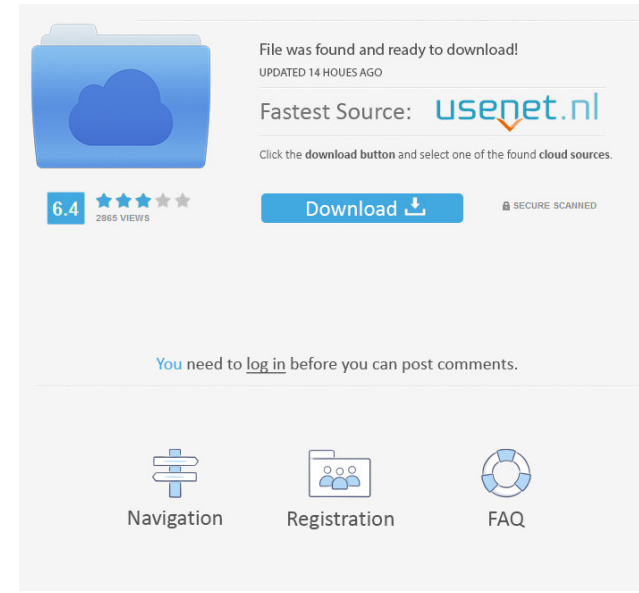 File was found and ready to download!
UPDATED 14 HOUES AGO
Fastest Source: usenet.nl
Click the download button and select one of the found cloud sources.
6.4
2865 VIEWS
Download
SECURE SCANNED
You need to log in before you can post comments.
Navigation
Registration
FAQ